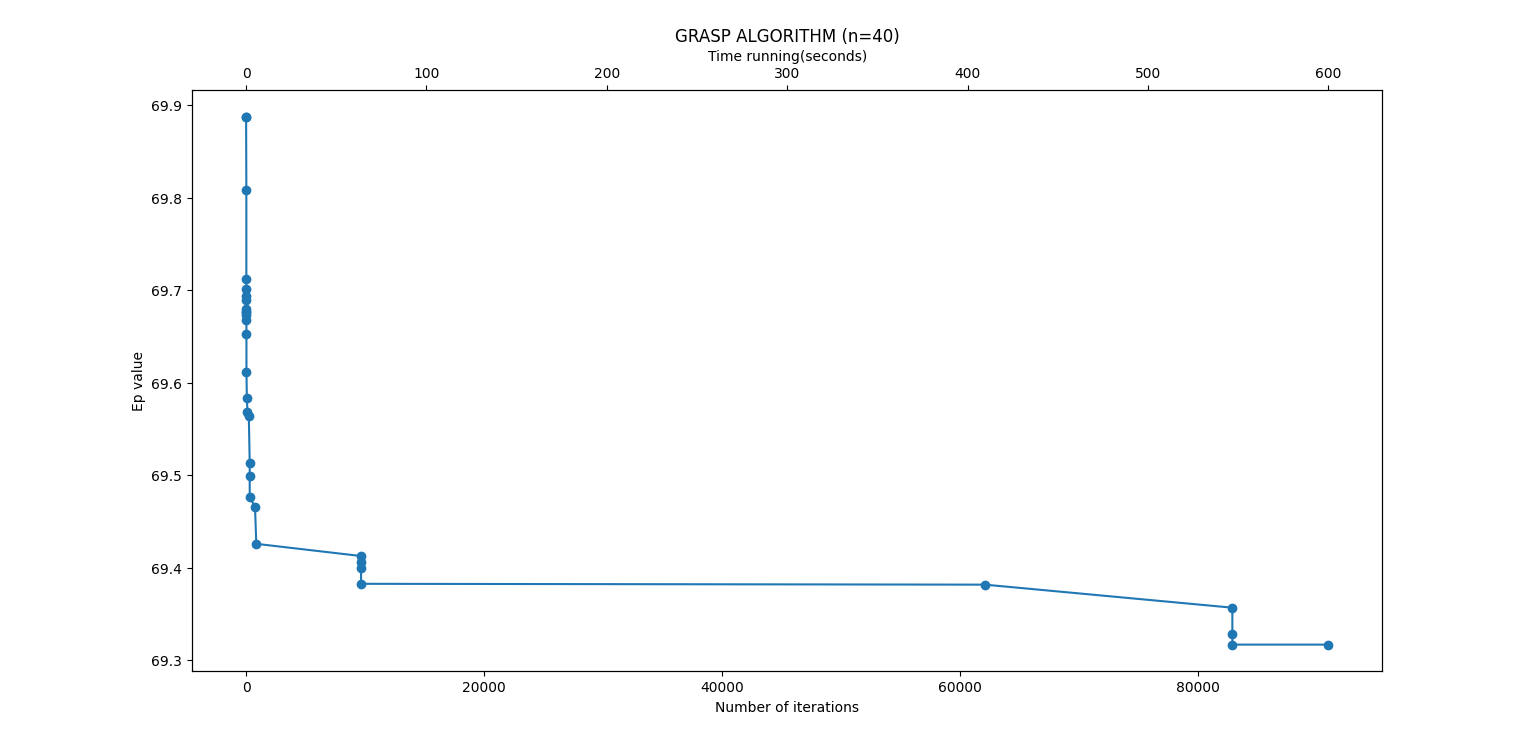 GRASP ALGORITHM (n=40)
Time running(seconds)
0 100 200 300 400 500 600
69.9
69.8
69.7
69.6
69.5
69.4
69.3
Ep value
0 20000 40000 60000 80000
Number of iterations